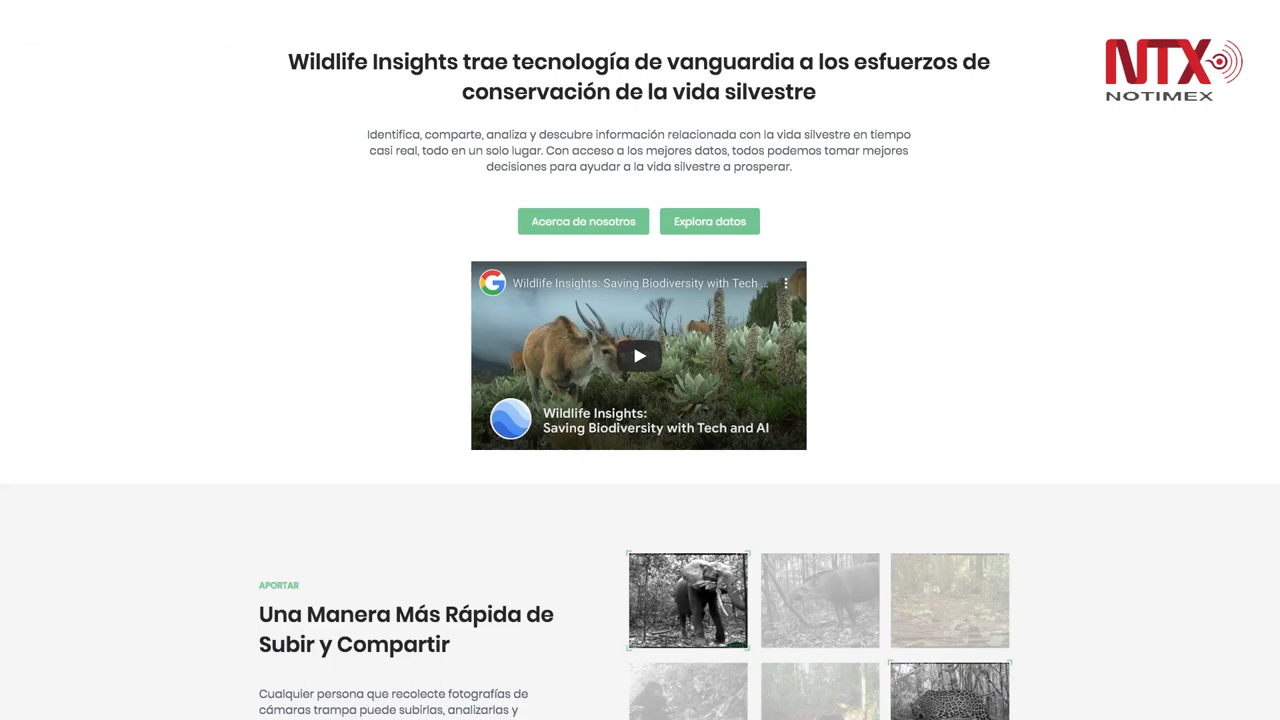 Wildlife Insights trae tecnología de vanguardia a los esfuerzos de
conservación de la vida silvestre
NTX
NOTIMEX
Identifica, comparte, analiza y descubre información relacionada con la vida silvestre en tiempo
casi real, todo en un solo lugar. Con acceso a los mejores datos, todos podemos tomar mejores
decisiones para ayudar a la vida silvestre a prosperar.
Acerca de nosotros
Explora datos
Wildlife Insights: Saving Biodiversity with Tech ...
Wildlife Insights:
Saving Biodiversity with Tech and AI
APORTAR
Una Manera Más Rápida de
Subir y Compartir
Cualquier persona que recolecte fotografías de
cámaras trampa puede subirlas, analizarlas y